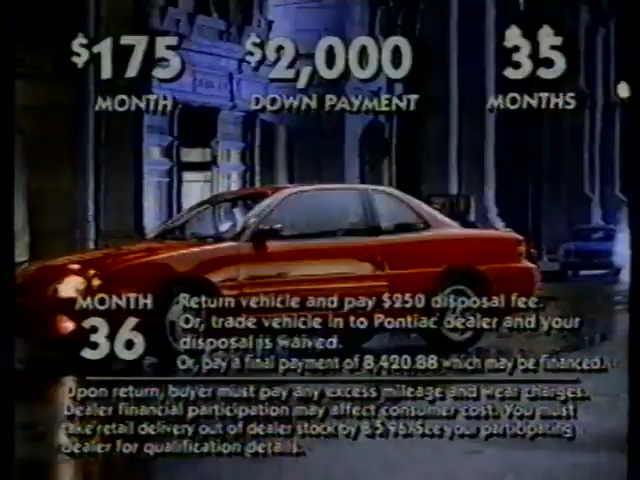 $175 $2,000 35
MONTH DOWN PAYMENT MONTHS
MONTH
36
Return vehicle and pay $250 disposal fee.
Or, trade vehicle in to Pontiac dealer and your
disposal is waived.
Or, pay a final payment of 8,420.88 which may be financed.
Upon return, buyer must pay any excess mileage and wear charges.
Dealer financial participation may affect consumer cost. You must
take retail delivery out of dealer stock by See your participating
dealer for qualification details.